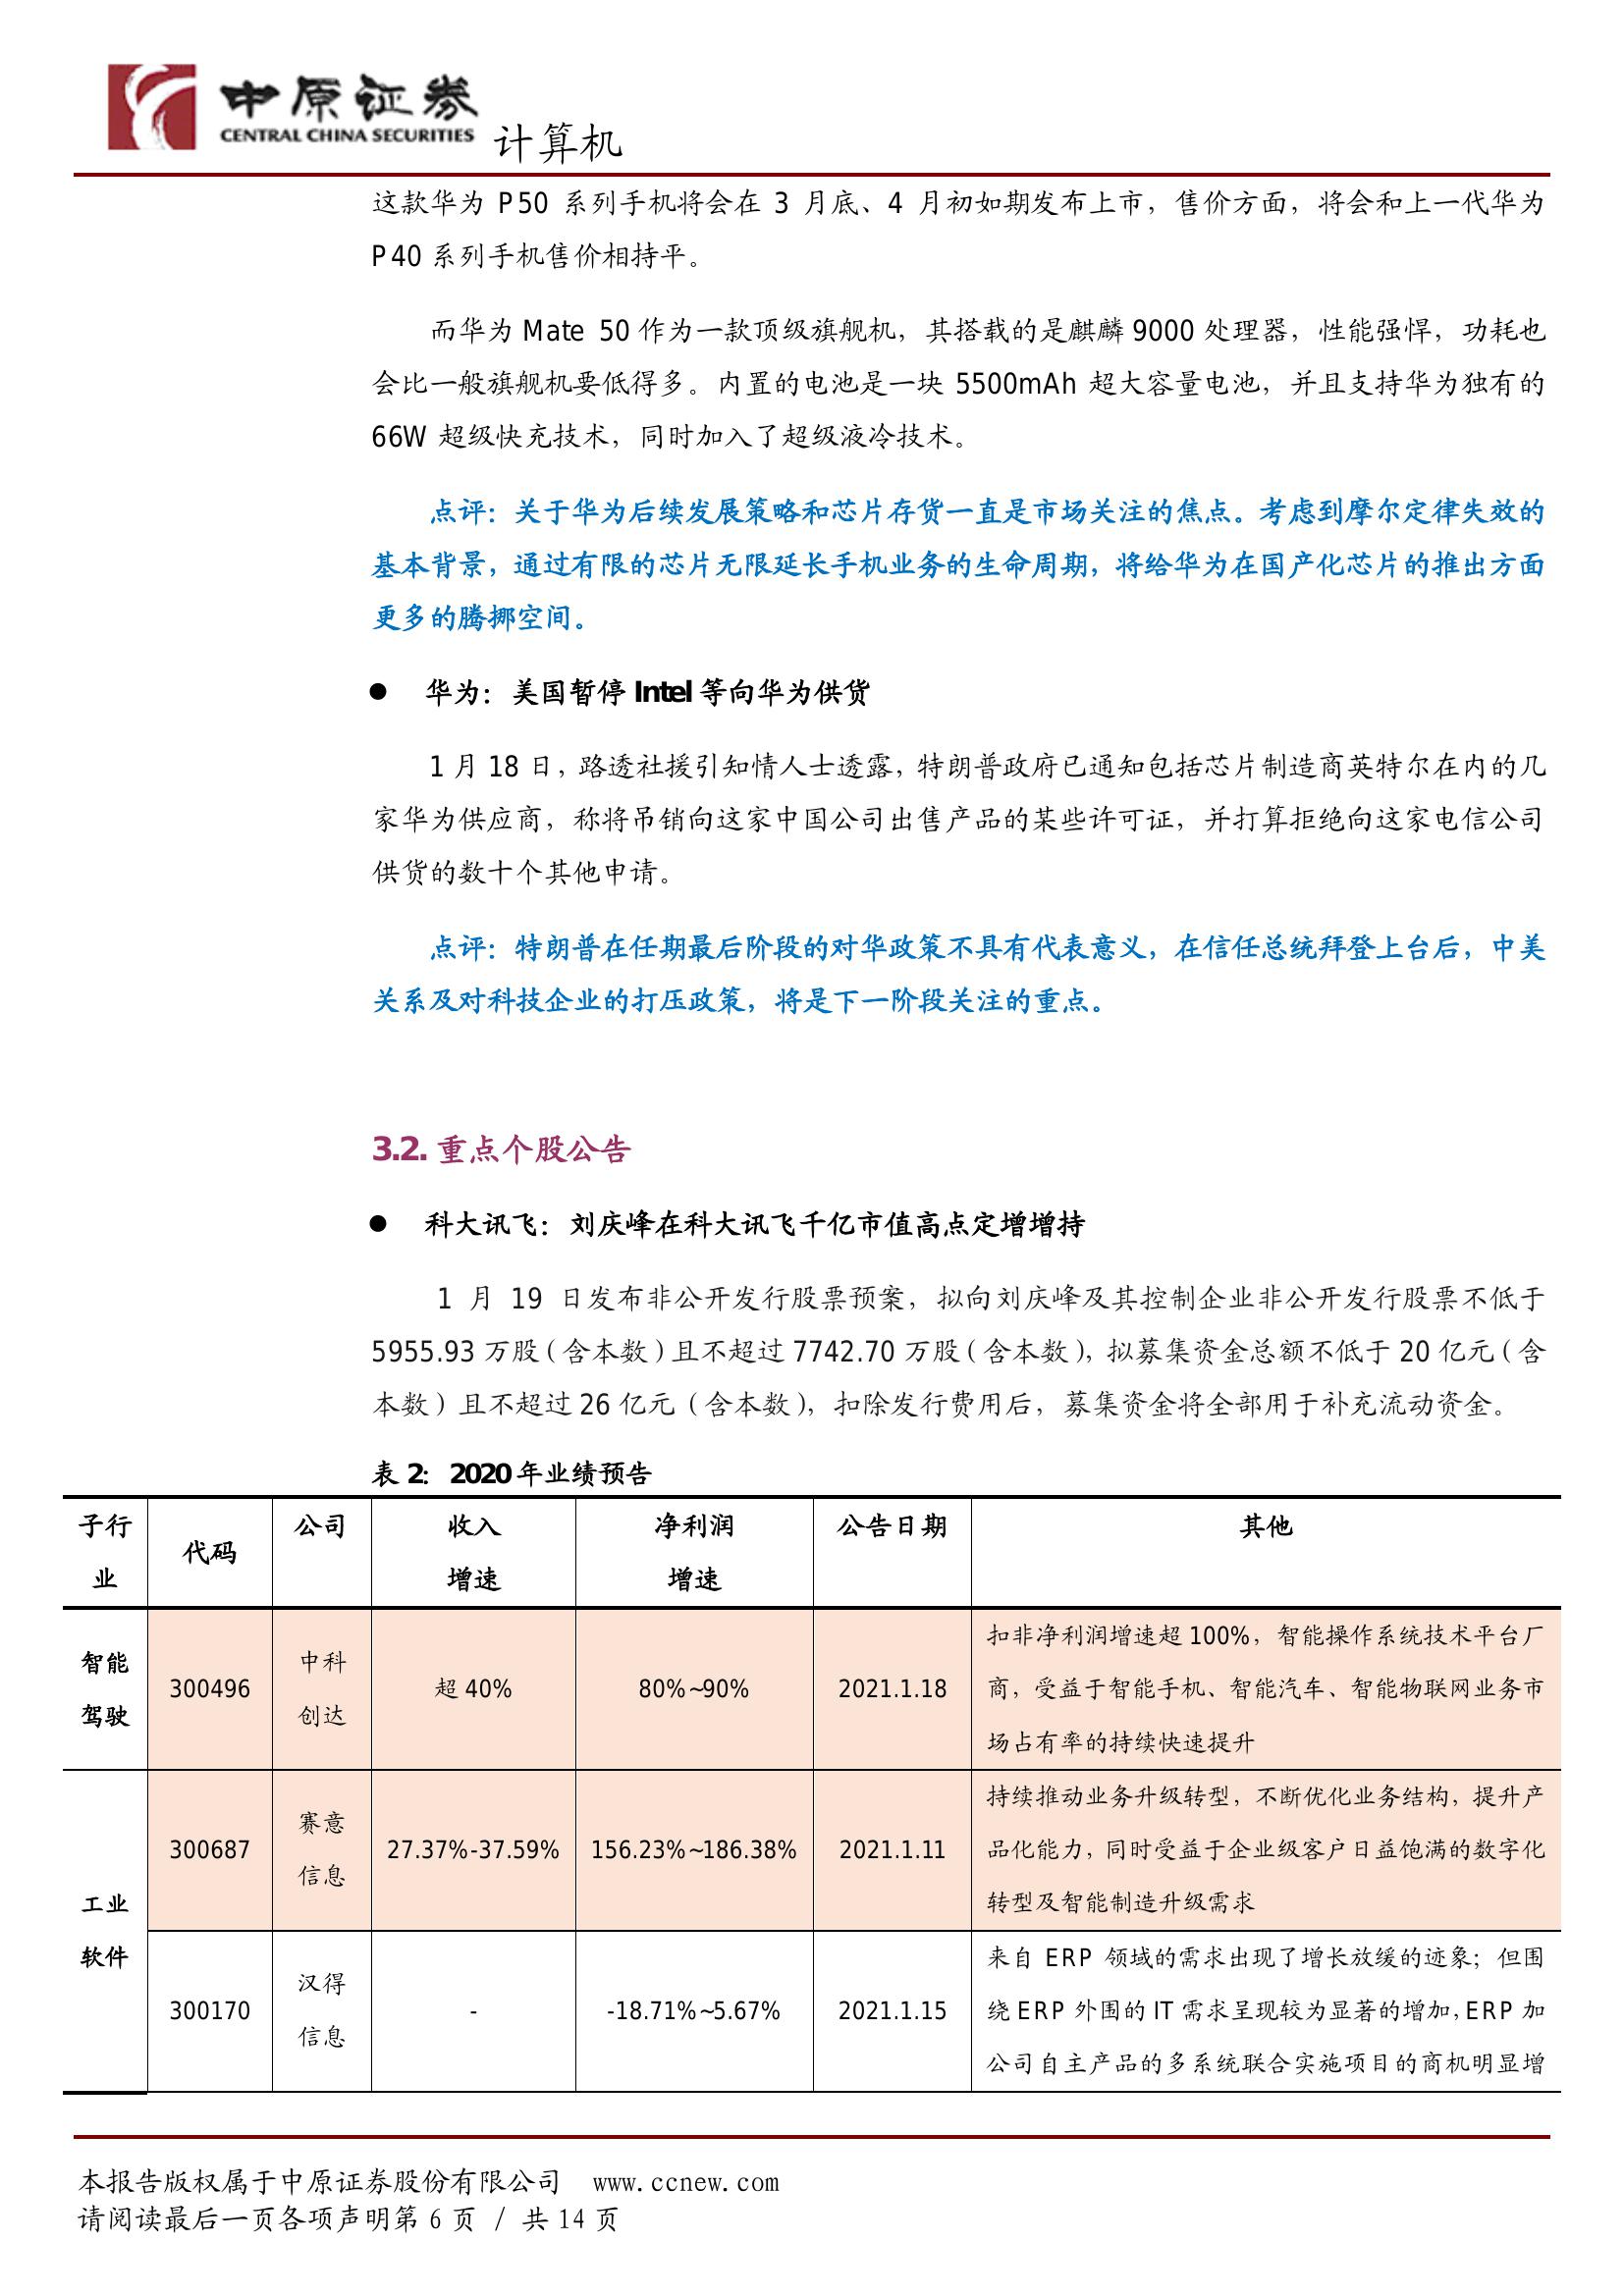 中原证券
CENTRAL CHINA SECURITIES
计算机
这款华为 P50 系列手机将会在 3 月底、4 月初如期发布上市，售价方面，将会和上一代华为
P40 系列手机售价相持平。
而华为 Mate 50 作为一款顶级旗舰机，其搭载的是麒麟 9000 处理器，性能强悍，功耗也
会比一般旗舰机要低得多。内置的电池是一块 5500mAh 超大容量电池，并且支持华为独有的
66W 超级快充技术，同时加入了超级液冷技术。
点评：关于华为后续发展策略和芯片存货一直是市场关注的焦点。考虑到摩尔定律失效的
基本背景，通过有限的芯片无限延长手机业务的生命周期，将给华为在国产化芯片的推出方面
更多的腾挪空间。
● 华为：美国暂停 Intel 等向华为供货
1 月 18 日，路透社援引知情人士透露，特朗普政府已通知包括芯片制造商英特尔在内的几
家华为供应商，称将吊销向这家中国公司出售产品的某些许可证，并打算拒绝向这家电信公司
供货的数十个其他申请。
点评：特朗普在任期最后阶段的对华政策不具有代表意义，在信任总统拜登上台后，中美
关系及对科技企业的打压政策，将是下一阶段关注的重点。
3.2. 重点个股公告
● 科大讯飞：刘庆峰在科大讯飞千亿市值高点定增增持
1 月 19 日发布非公开发行股票预案，拟向刘庆峰及其控制企业非公开发行股票不低于
5955.93 万股（含本数）且不超过 7742.70 万股（含本数），拟募集资金总额不低于 20 亿元（含
本数）且不超过 26 亿元（含本数），扣除发行费用后，募集资金将全部用于补充流动资金。
表 2： 2020 年业绩预告
子行
业
代码
公司
收入
增速
净利润
增速
公告日期
其他
智能
驾驶
300496
中科
创达
超 40%
80%~90%
2021.1.18
扣非净利润增速超 100%，智能操作系统技术平台厂
商，受益于智能手机、智能汽车、智能物联网业务市
场占有率的持续快速提升
工业
软件
300687
赛意
信息
27.37%-37.59%
156.23%~186.38%
2021.1.11
持续推动业务升级转型，不断优化业务结构，提升产
品化能力，同时受益于企业级客户日益饱满的数字化
转型及智能制造升级需求
300170
汉得
信息
-
-18.71%~5.67%
2021.1.15
来自 ERP 领域的需求出现了增长放缓的迹象；但围
绕 ERP 外围的 IT 需求呈现较为显著的增加，ERP 加
公司自主产品的多系统联合实施项目的商机明显增
本报告版权属于中原证券股份有限公司 www.ccnew.com
请阅读最后一页各项声明第 6 页 / 共 14 页